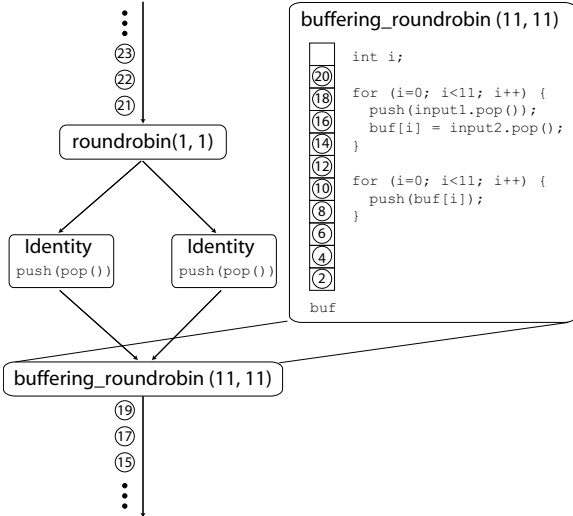 23
22
21
roundrobin(1, 1)
Identity
push(pop())
Identity
push(pop())
buffering_roundrobin (11, 11)
19
17
15
buffering_roundrobin (11, 11)
20
18
16
14
12
10
8
6
4
2
buf
int i;
for (i=0; i<11; i++) {
push(input1.pop());
buf[i] = input2.pop();
}
for (i=0; i<11; i++) {
push(buf[i]);
}